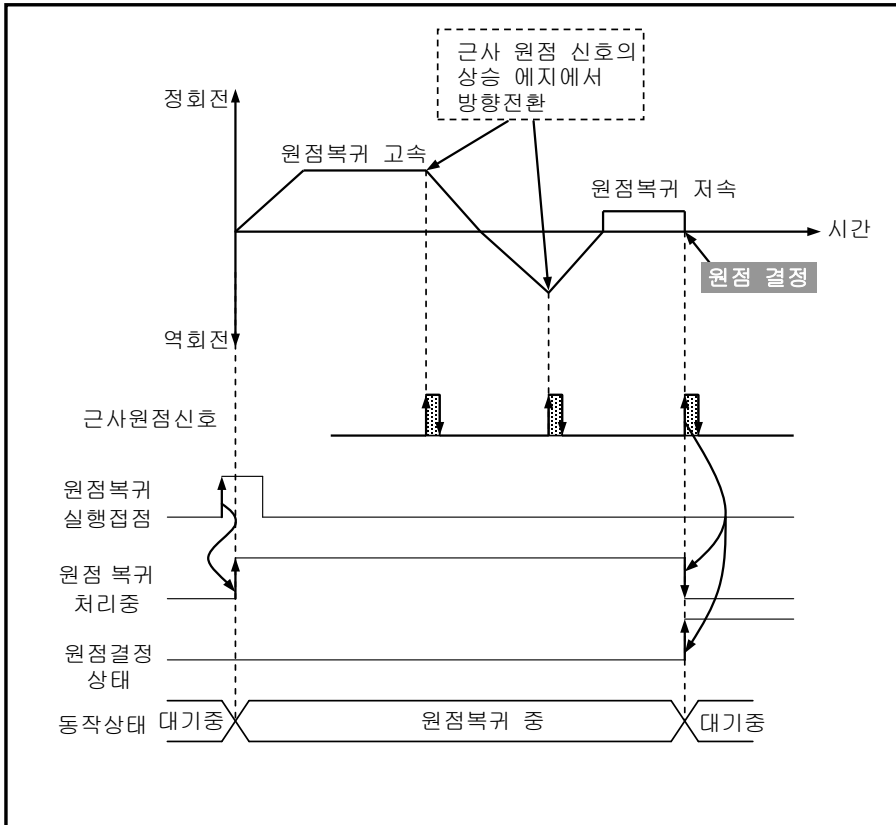 근사 원점 신호의
상승 에지에서
방향전환
정회전
원점복귀 고속
원점복귀 저속
시간
원점 결정
역회전
근사원점신호
원점복귀
실행접점
원점 복귀
처리중
원점결정
상태
동작상태 대기중 원점복귀 중 대기중